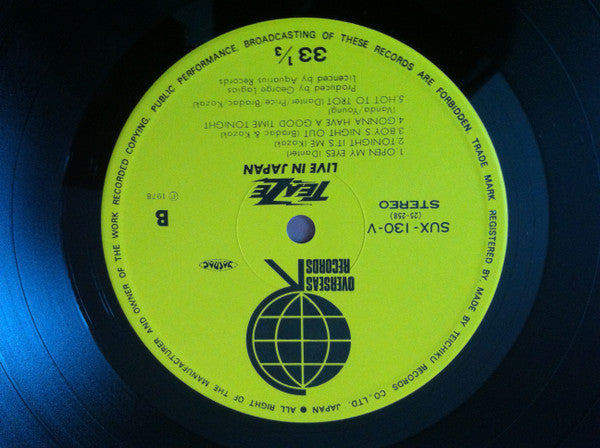 OVERSEAS
RECORDS
JASRAC
SUX-130-V
STEREO
(25-258)
B
Ⓟ 1978
TEAZE
LIVE IN JAPAN
1.OPEN MY EYES (Danter)
2.TONIGHT IT'S ME (Kozak)
3.BOY'S NIGHT OUT (Bradac & Kozak)
4.GONNA HAVE A GOOD TIME TONIGHT
(Vanda/Young)
5.HOT TO TROT (Danter/Price/Bradac/Kozak)
Produced by George Lagios
Licenced by Aquarius Records
33 1/3
● ALL RIGHT OF THE MANUFACTURER AND OWNER OF THE WORK RECORDED COPYING, PUBLIC PERFORMANCE, BROADCASTING OF THESE RECORDS ARE FORBIDDEN. TRADE MARK REGISTERED BY MADE BY TEICHIKU RECORDS CO.,LTD. JAPAN